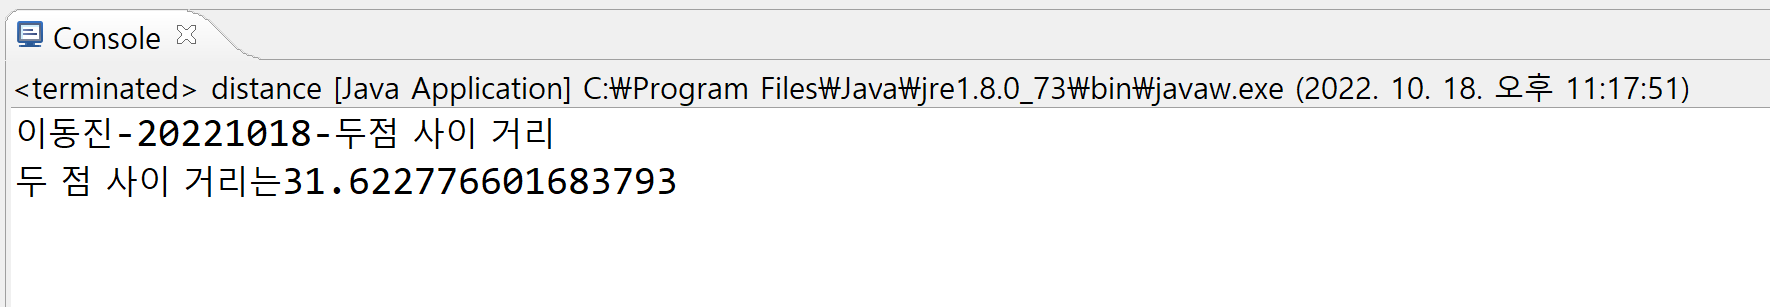 Console
<terminated> distance [Java Application] C:₩Program Files₩Java₩jre1.8.0_73₩bin₩javaw.exe (2022. 10. 18. 오후 11:17:51)
이동진-20221018-두점 사이 거리
두 점 사이 거리는31.622776601683793